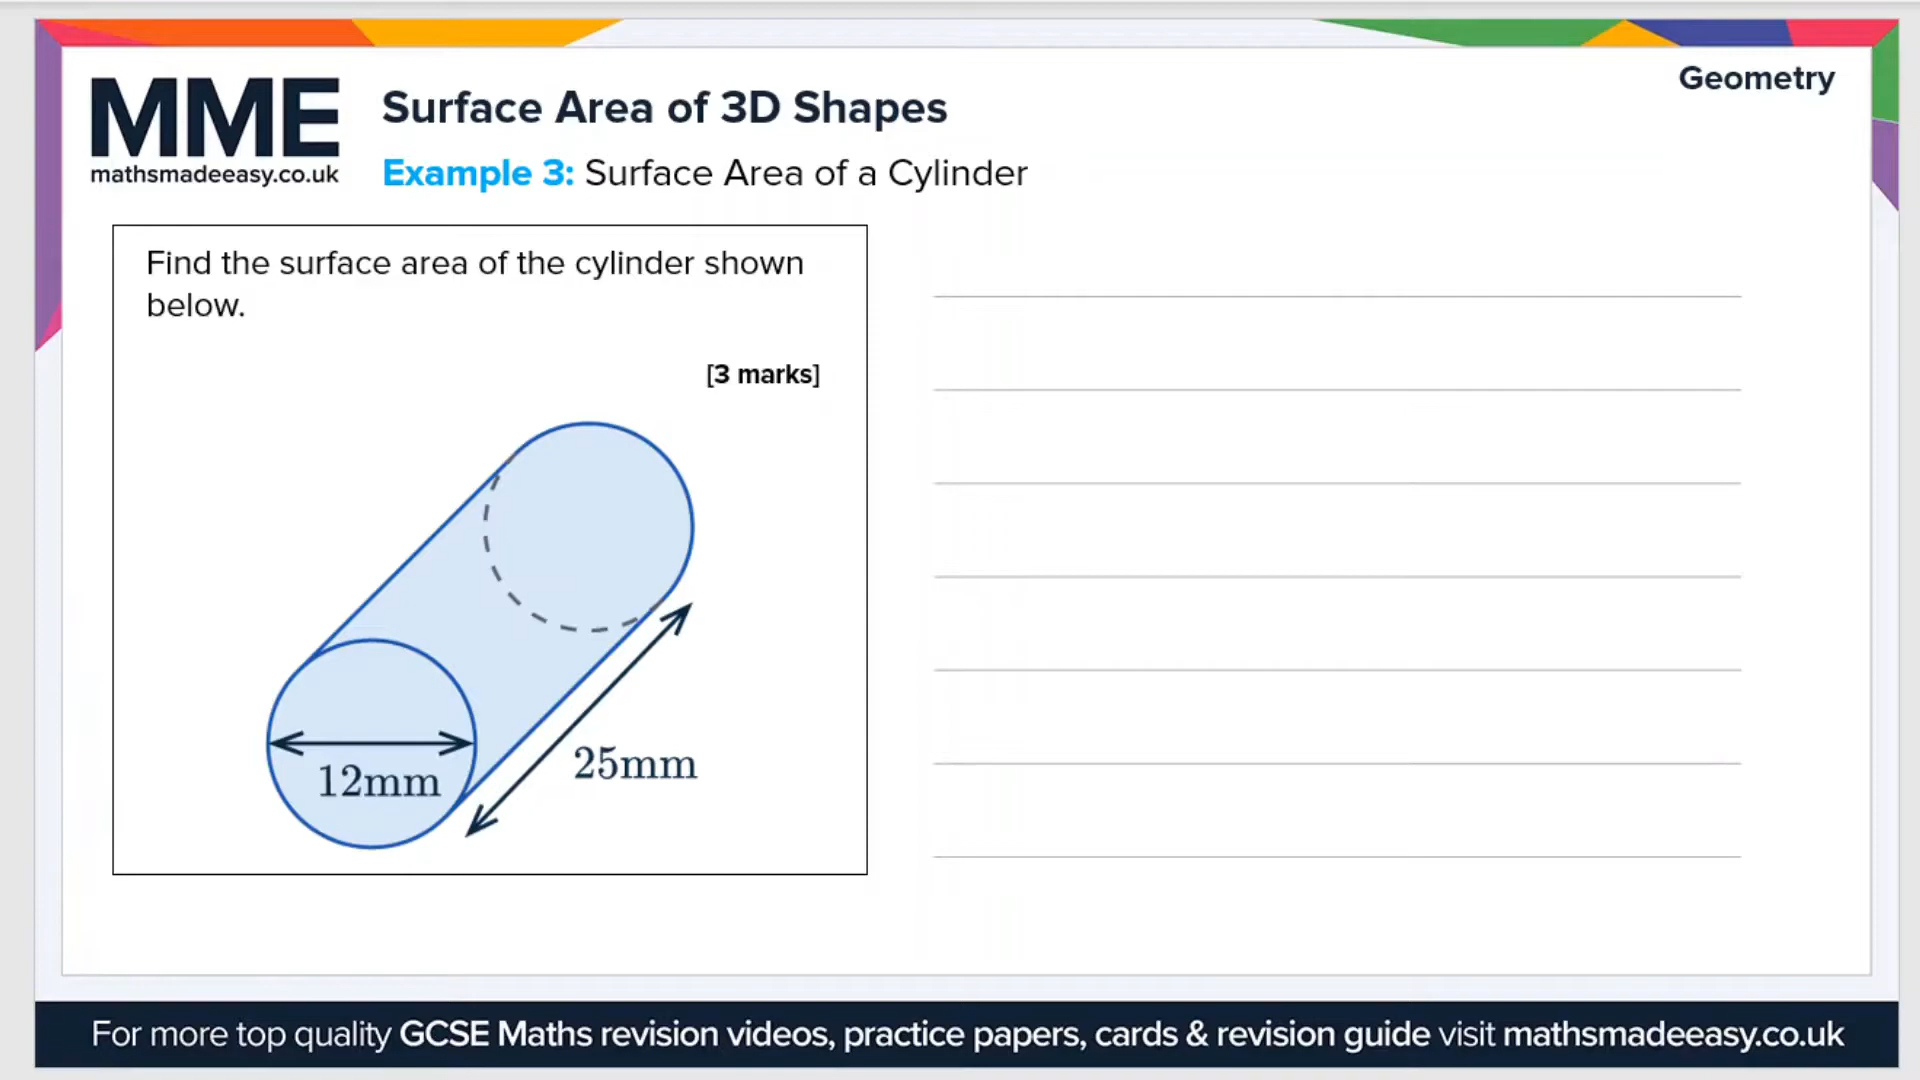 MME
mathsmadeeasy.co.uk
Surface Area of 3D Shapes
Example 3: Surface Area of a Cylinder
Geometry
Find the surface area of the cylinder shown
below.
[3 marks]
12mm
25mm
For more top quality GCSE Maths revision videos, practice papers, cards & revision guide visit mathsmadeeasy.co.uk